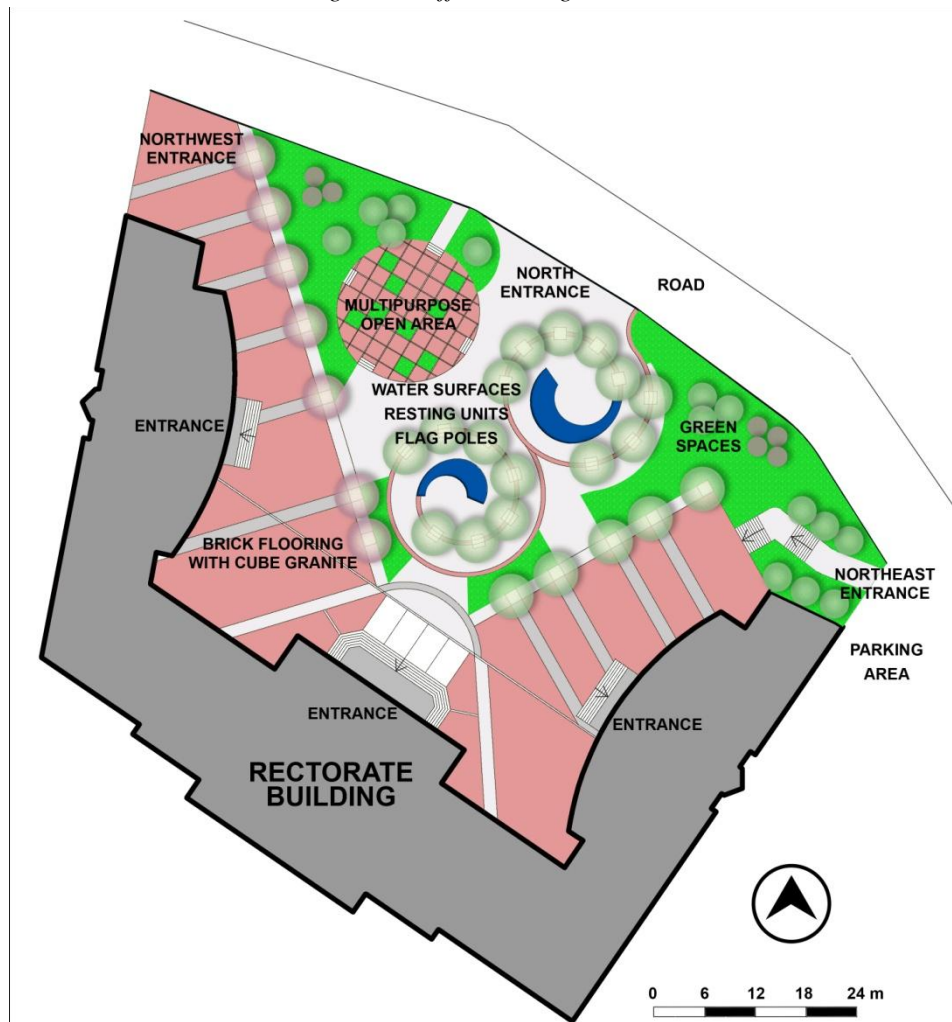 NORTHWEST
ENTRANCE
NORTH
ENTRANCE
ROAD
MULTIPURPOSE
OPEN AREA
WATER SURFACES
RESTING UNITS
FLAG POLES
ENTRANCE
GREEN
SPACES
BRICK FLOORING
WITH CUBE GRANITE
NORTHEAST
ENTRANCE
PARKING
AREA
ENTRANCE
ENTRANCE
RECTORATE
BUILDING
0 6 12 18 24 m